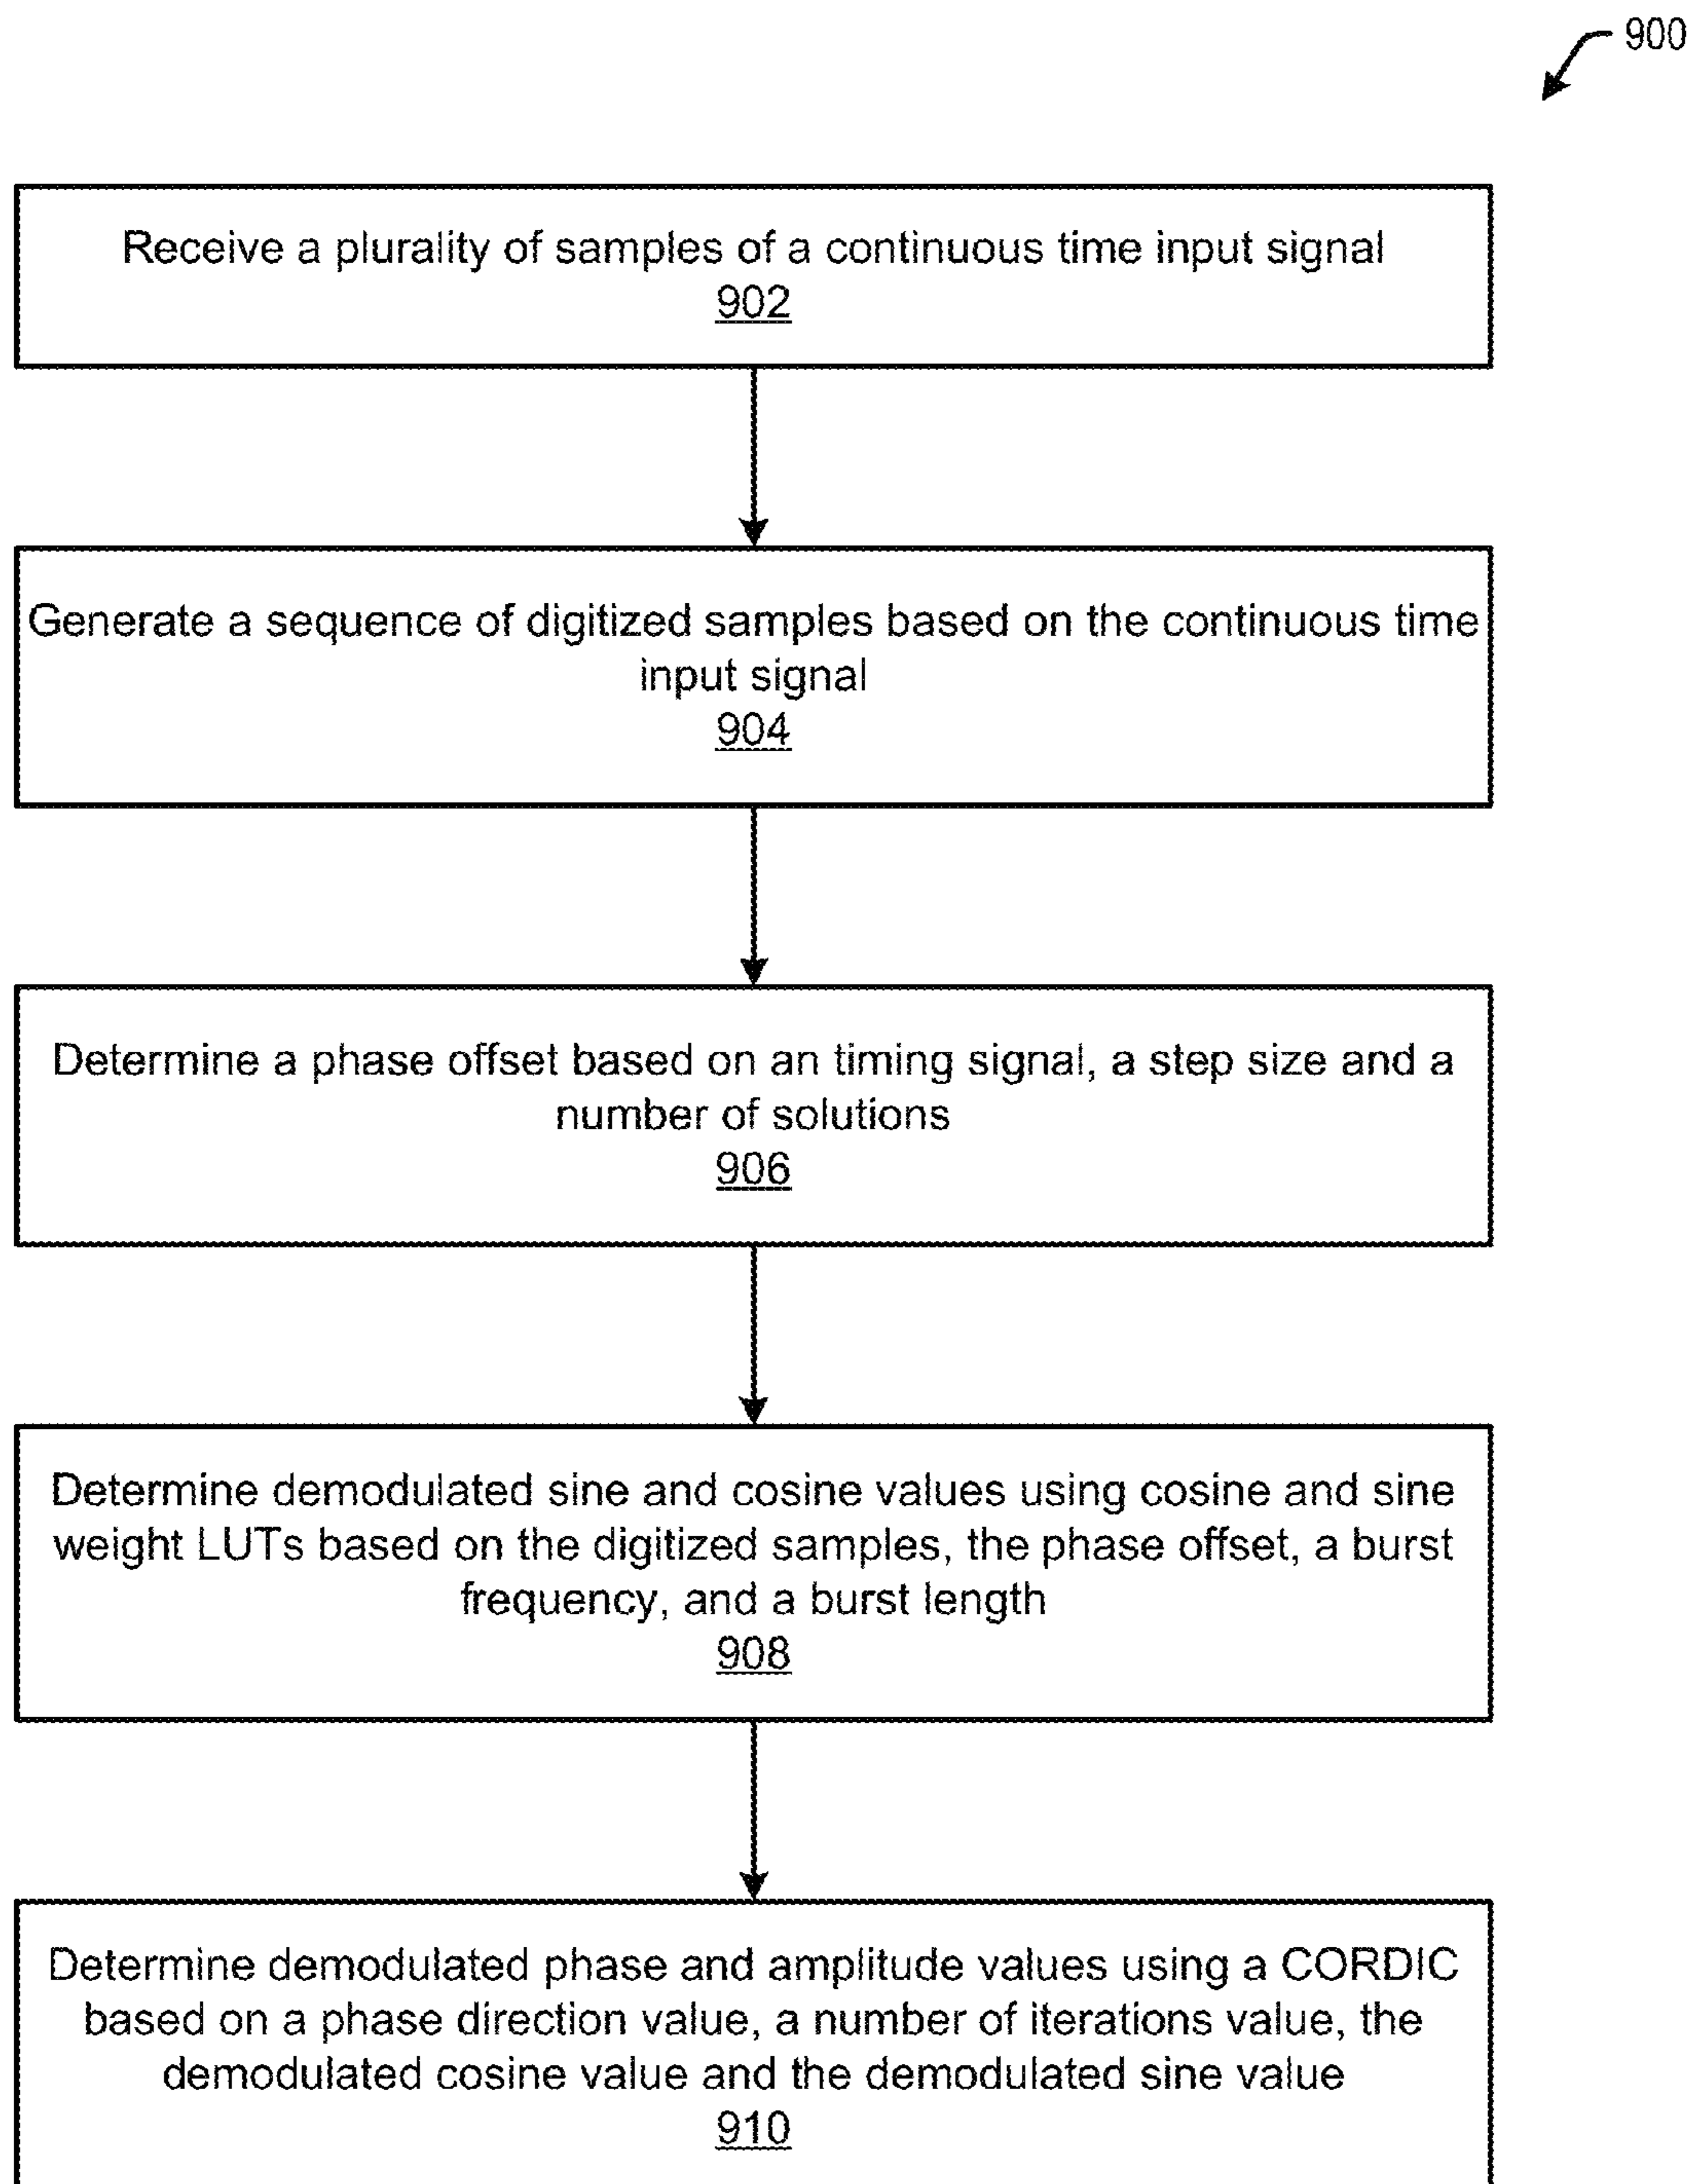 900
Receive a plurality of samples of a continuous time input signal
902
Generate a sequence of digitized samples based on the continuous time
input signal
904
Determine a phase offset based on an timing signal, a step size and a
number of solutions
906
Determine demodulated sine and cosine values using cosine and sine
weight LUTs based on the digitized samples, the phase offset, a burst
frequency, and a burst length
908
Determine demodulated phase and amplitude values using a CORDIC
based on a phase direction value, a number of iterations value, the
demodulated cosine value and the demodulated sine value
910